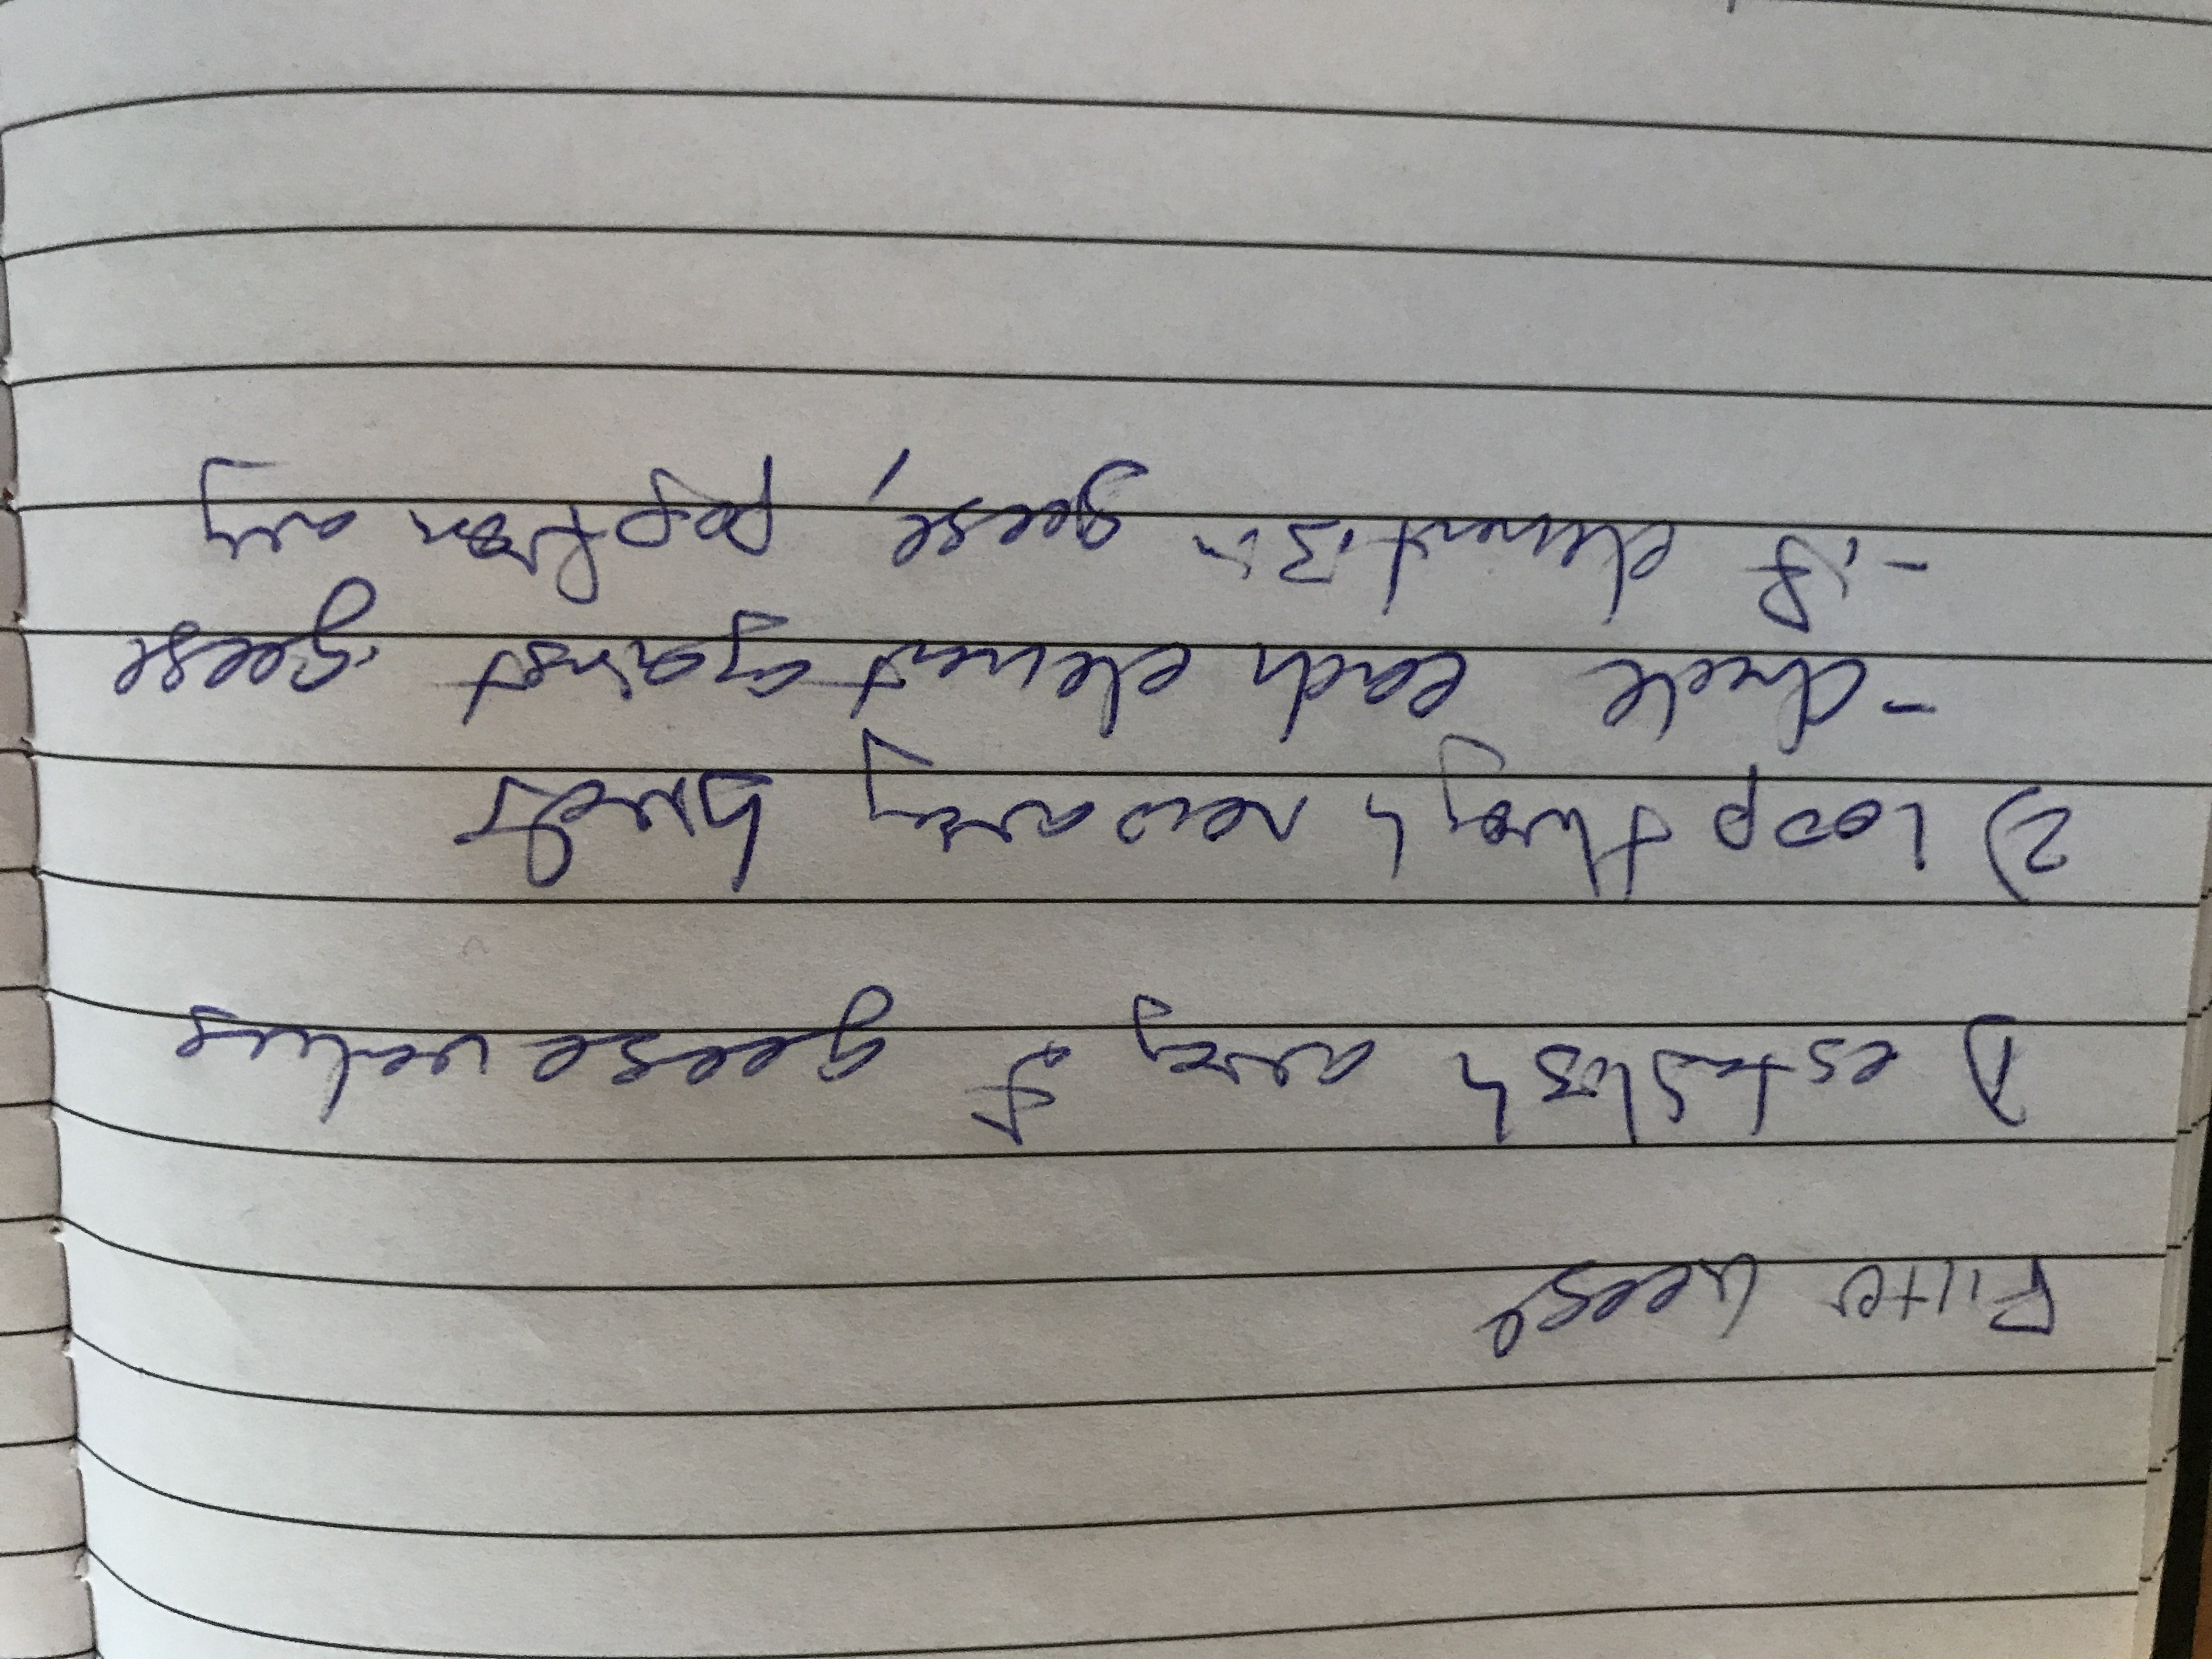 Filter Geese
1) establish array of geese values
2) Loop through new array birds
- check each element against geese
- if element is in geese, pop from array